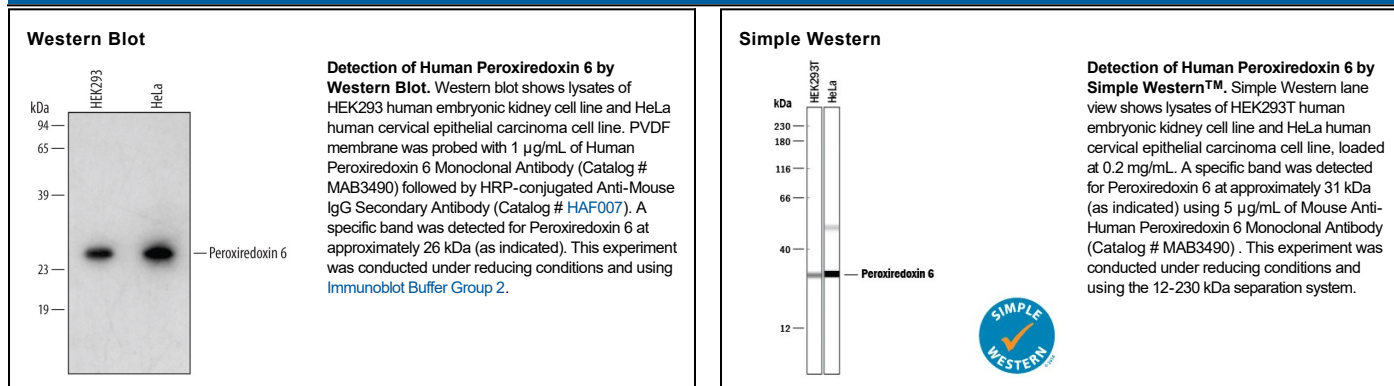 Western Blot
HEK293
HeLa
kDa
94
65
39
23
19
Peroxiredoxin 6
Detection of Human Peroxiredoxin 6 by
Western Blot. Western blot shows lysates of
HEK293 human embryonic kidney cell line and HeLa
human cervical epithelial carcinoma cell line. PVDF
membrane was probed with 1 µg/mL of Human
Peroxiredoxin 6 Monoclonal Antibody (Catalog #
MAB3490) followed by HRP-conjugated Anti-Mouse
IgG Secondary Antibody (Catalog # HAF007). A
specific band was detected for Peroxiredoxin 6 at
approximately 26 kDa (as indicated). This experiment
was conducted under reducing conditions and using
Immunoblot Buffer Group 2.
Simple Western
HEK293T
HeLa
kDa
230
180
116
66
40
12
Peroxiredoxin 6
SIMPLE
WESTERN
Detection of Human Peroxiredoxin 6 by
Simple Western™. Simple Western lane
view shows lysates of HEK293T human
embryonic kidney cell line and HeLa human
cervical epithelial carcinoma cell line, loaded
at 0.2 mg/mL. A specific band was detected
for Peroxiredoxin 6 at approximately 31 kDa
(as indicated) using 5 µg/mL of Mouse Anti-
Human Peroxiredoxin 6 Monoclonal Antibody
(Catalog # MAB3490) . This experiment was
conducted under reducing conditions and
using the 12-230 kDa separation system.